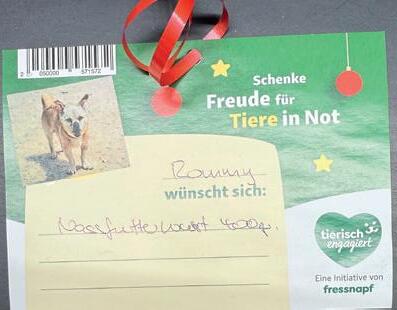 2 050000 571572
Schenke
Freude für
Tiere in Not
Rommy
wünscht sich:
Nassfutterwurst 400g.
tierisch
engagiert
Eine Initiative von
fressnapf